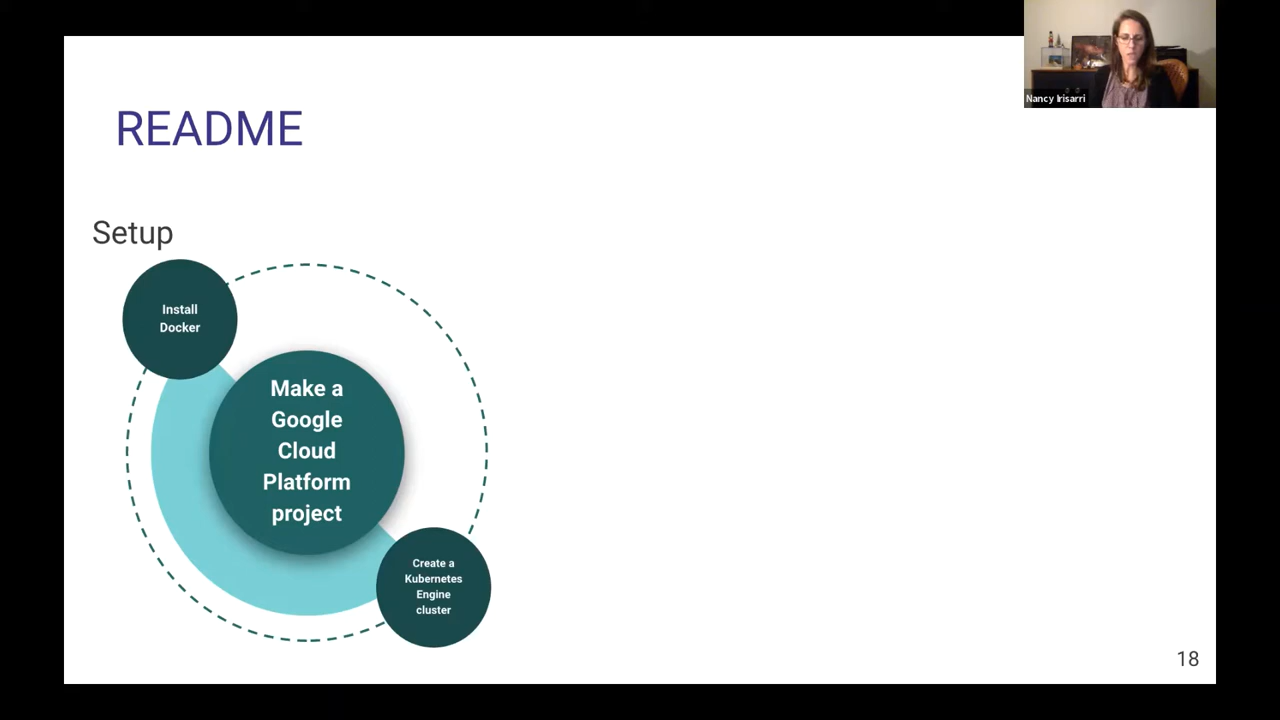 Nancy Irisarri
README
Setup
Install
Docker
Make a
Google
Cloud
Platform
project
Create a
Kubernetes
Engine
cluster
18